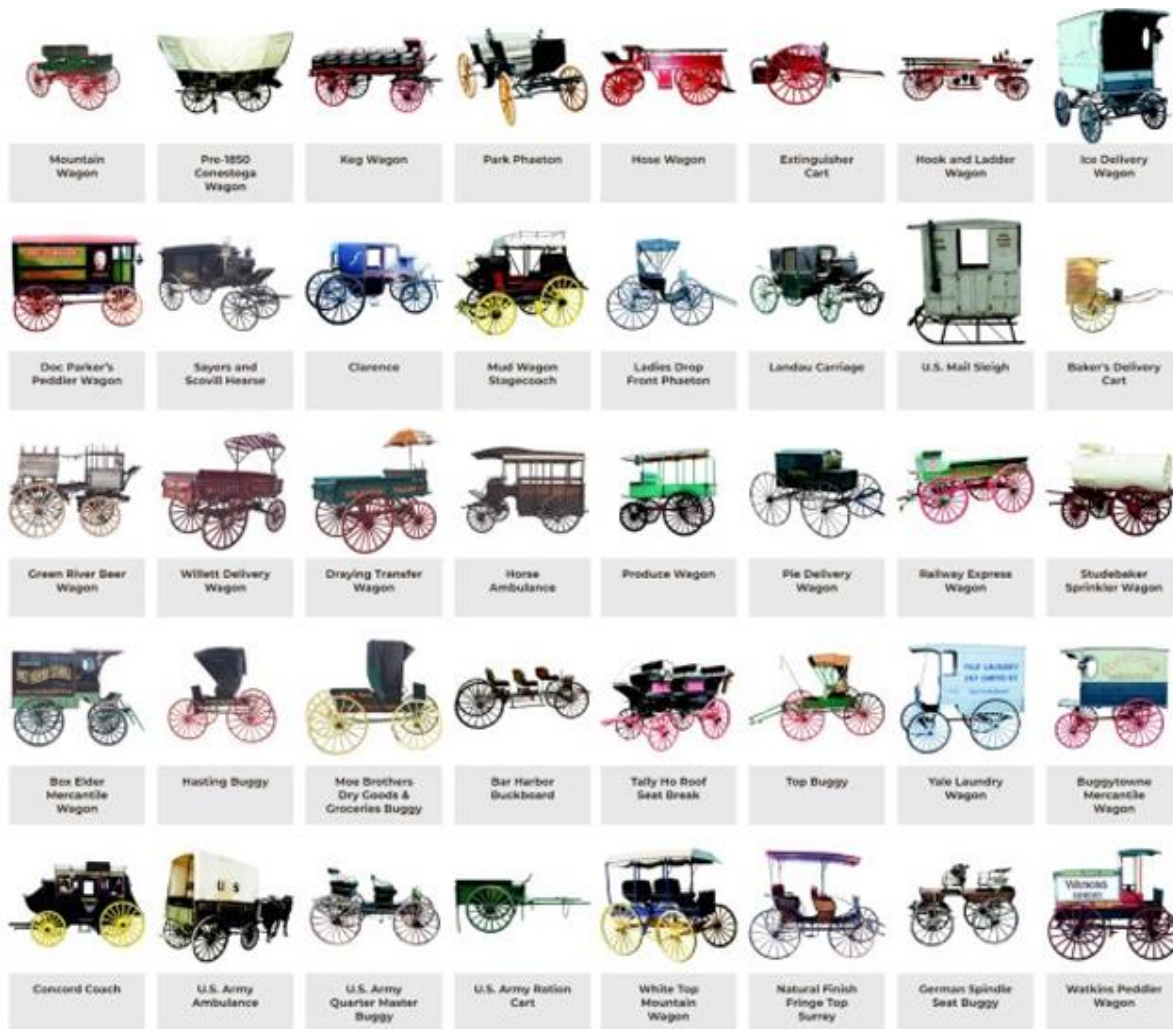 Mountain
Wagon
Pre-1850
Conestoga
Wagon
Keg Wagon
Park Phaeton
Hose Wagon
Extinguisher
Cart
Hook and Ladder
Wagon
Ice Delivery
Wagon
Doc Parker's
Peddler Wagon
Sayers and
Scovill Hearse
Clarence
Mud Wagon
Stagecoach
Ladies Drop
Front Phaeton
Landau Carriage
U.S. Mail Sleigh
Baker's Delivery
Cart
Green River Beer
Wagon
Willett Delivery
Wagon
Draying Transfer
Wagon
Horse
Ambulance
Produce Wagon
Pie Delivery
Wagon
Railway Express
Wagon
Studebaker
Sprinkler Wagon
YALE LAUNDRY
Box Elder
Mercantile
Wagon
Hasting Buggy
Moe Brothers
Dry Goods &
Groceries Buggy
Bar Harbor
Buckboard
Tally Ho Roof
Seat Break
Top Buggy
Yale Laundry
Wagon
Buggytowne
Mercantile
Wagon
U S
WATKINS
Concord Coach
U.S. Army
Ambulance
U.S. Army
Quarter Master
Buggy
U.S. Army Ration
Cart
White Top
Mountain
Wagon
Natural Finish
Fringe Top
Surrey
German Spindle
Seat Buggy
Watkins Peddler
Wagon